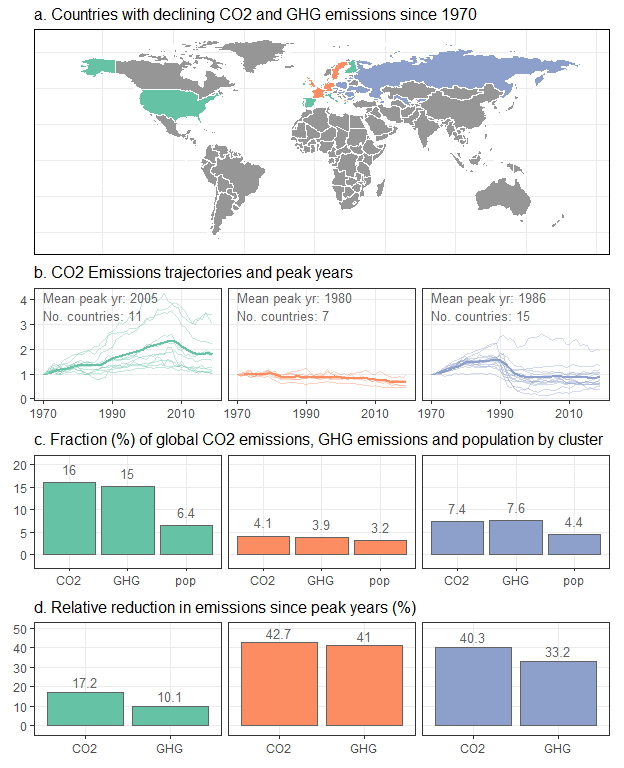 a. Countries with declining CO2 and GHG emissions since 1970
b. CO2 Emissions trajectories and peak years
Mean peak yr: 2005
No. countries: 11
Mean peak yr: 1980
No. countries: 7
Mean peak yr: 1986
No. countries: 15
4
3
2
1
0
1970 1990 2010
1970 1990 2010
1970 1990 2010
c. Fraction (%) of global CO2 emissions, GHG emissions and population by cluster
20
15
10
5
0
16 15 6.4
4.1 3.9 3.2
7.4 7.6 4.4
CO2 GHG pop
CO2 GHG pop
CO2 GHG pop
d. Relative reduction in emissions since peak years (%)
50
40
30
20
10
0
17.2 10.1
42.7 41
40.3 33.2
CO2 GHG
CO2 GHG
CO2 GHG